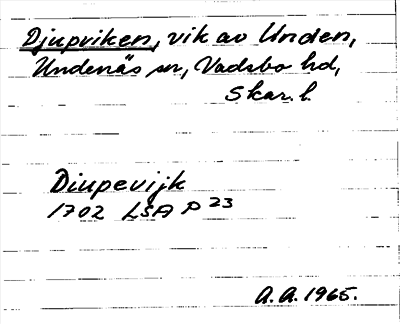 Djupviken, vik av Unden,
Undenäs sn, Vadsbo hd,
Skar. l.
Diupevijk
1702 LSA P 23
A. A. 1965.